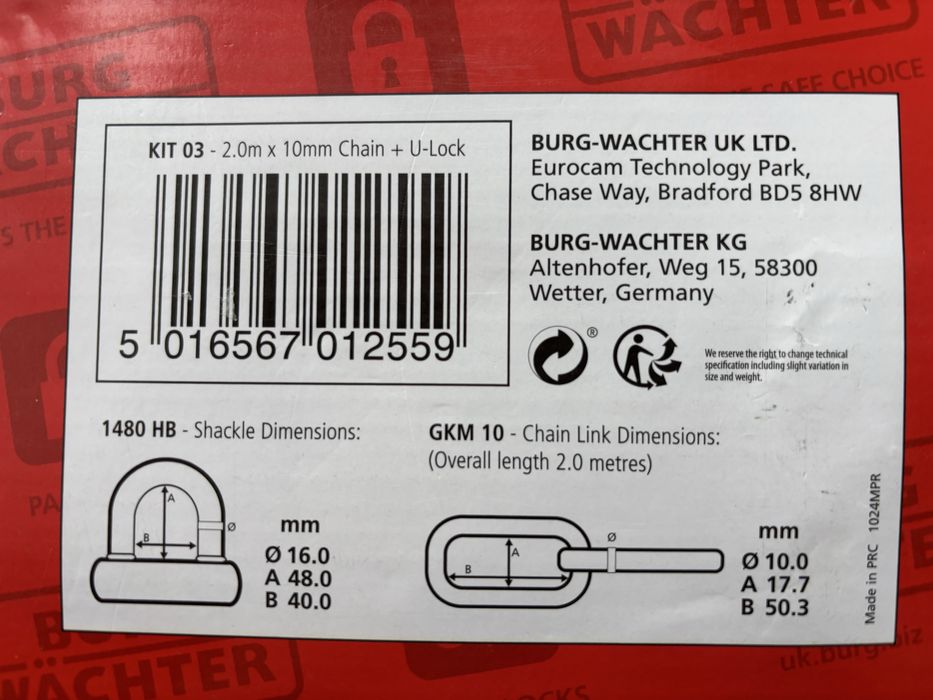 BURG
WÄCHTER
SAFE CHOICE
S THE
KIT 03 - 2.0m x 10mm Chain + U-Lock
5 016567 012559
BURG-WACHTER UK LTD.
Eurocam Technology Park,
Chase Way, Bradford BD5 8HW
BURG-WACHTER KG
Altenhofer, Weg 15, 58300
Wetter, Germany
®
We reserve the right to change technical
specification including slight variation in
size and weight.
1480 HB - Shackle Dimensions:
A
B
Ø
mm
Ø 16.0
A 48.0
B 40.0
GKM 10 - Chain Link Dimensions:
(Overall length 2.0 metres)
A
B
Ø
mm
Ø 10.0
A 17.7
B 50.3
Made in PRC 1024MPR
PA
WÄCHTER
uk.burg.biz